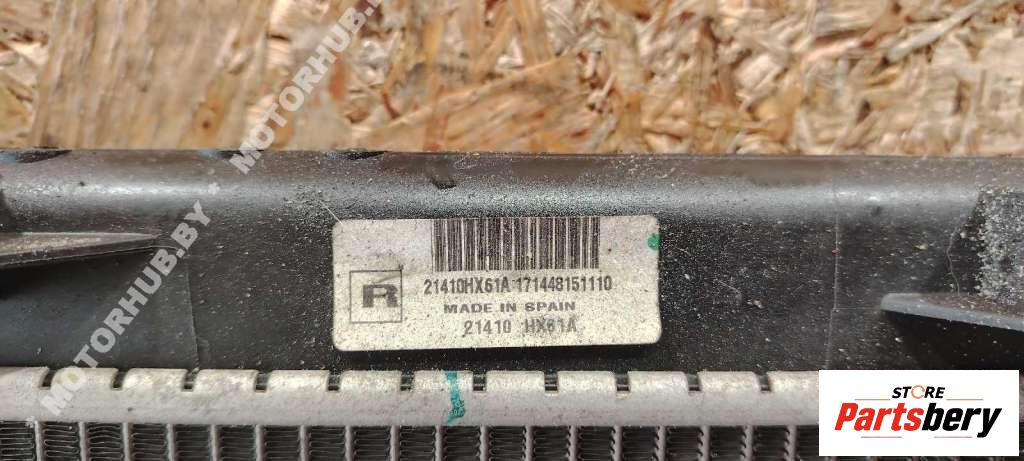 MOTORHUB.BY
MOTORHUB.BY
21410HX61A 171448151110
R
MADE IN SPAIN
21410 HX61A
STORE
Partsbery